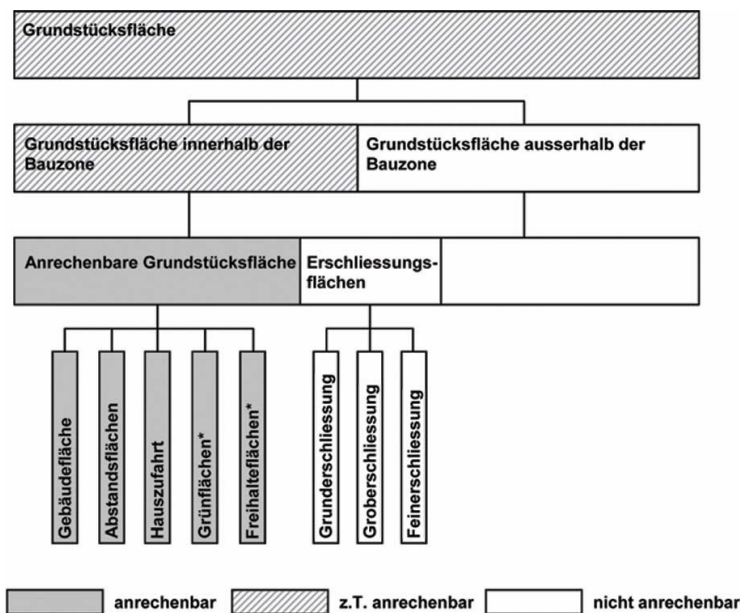 Grundstücksfläche
Grundstücksfläche innerhalb der
Bauzone
Grundstücksfläche ausserhalb der
Bauzone
Anrechenbare Grundstücksfläche
Erschliessungs-
flächen
Gebäudefläche
Abstandsflächen
Hauszufahrt
Grünflächen*
Freihalteflächen*
Grunderschliessung
Groberschliessung
Feinerschliessung
anrechenbar
z.T. anrechenbar
nicht anrechenbar